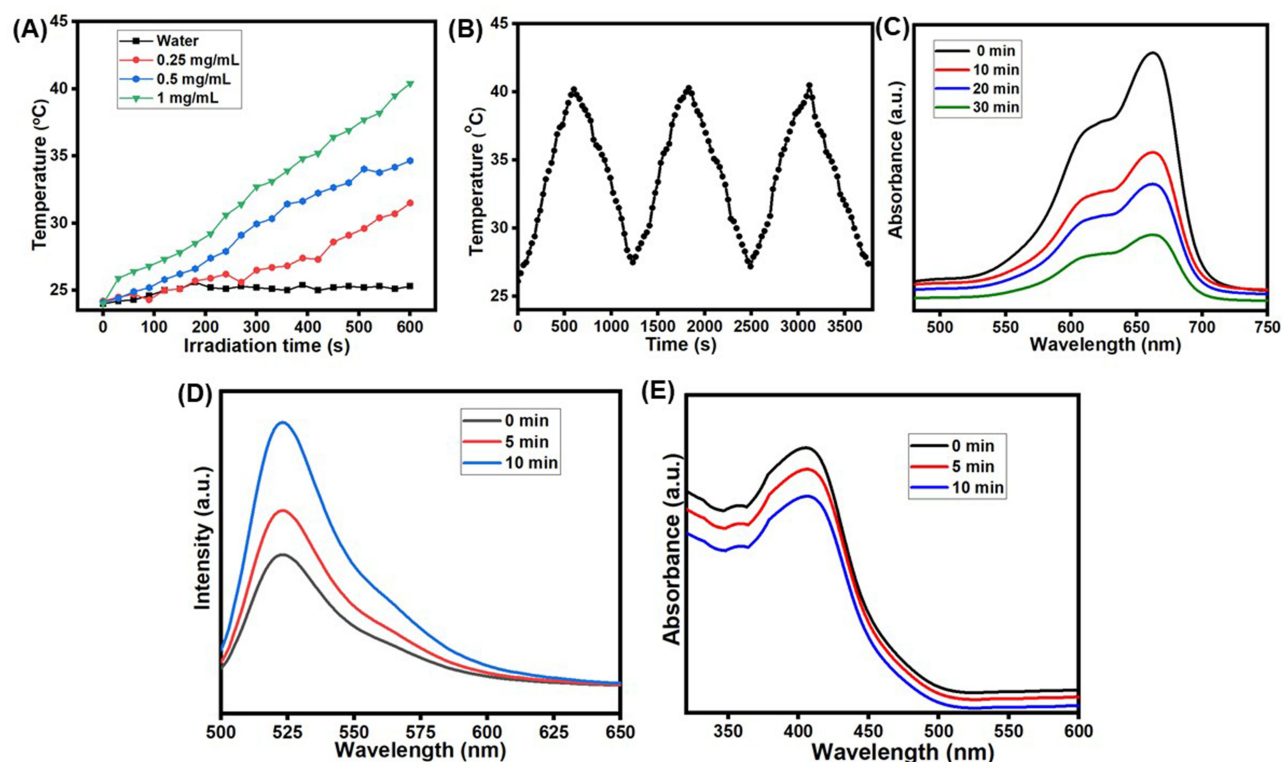 (A)
Water
0.25 mg/mL
0.5 mg/mL
1 mg/mL
45
40
35
30
25
Temperature (°C)
0
100
200
300
400
500
600
Irradiation time (s)
(B)
45
40
35
30
25
Temperature (°C)
0
500
1000
1500
2000
2500
3000
3500
Time (s)
(C)
0 min
10 min
20 min
30 min
Absorbance (a.u.)
500
550
600
650
700
750
Wavelength (nm)
(D)
0 min
5 min
10 min
Intensity (a.u.)
500
525
550
575
600
625
650
Wavelength (nm)
(E)
0 min
5 min
10 min
Absorbance (a.u.)
350
400
450
500
550
600
Wavelength (nm)